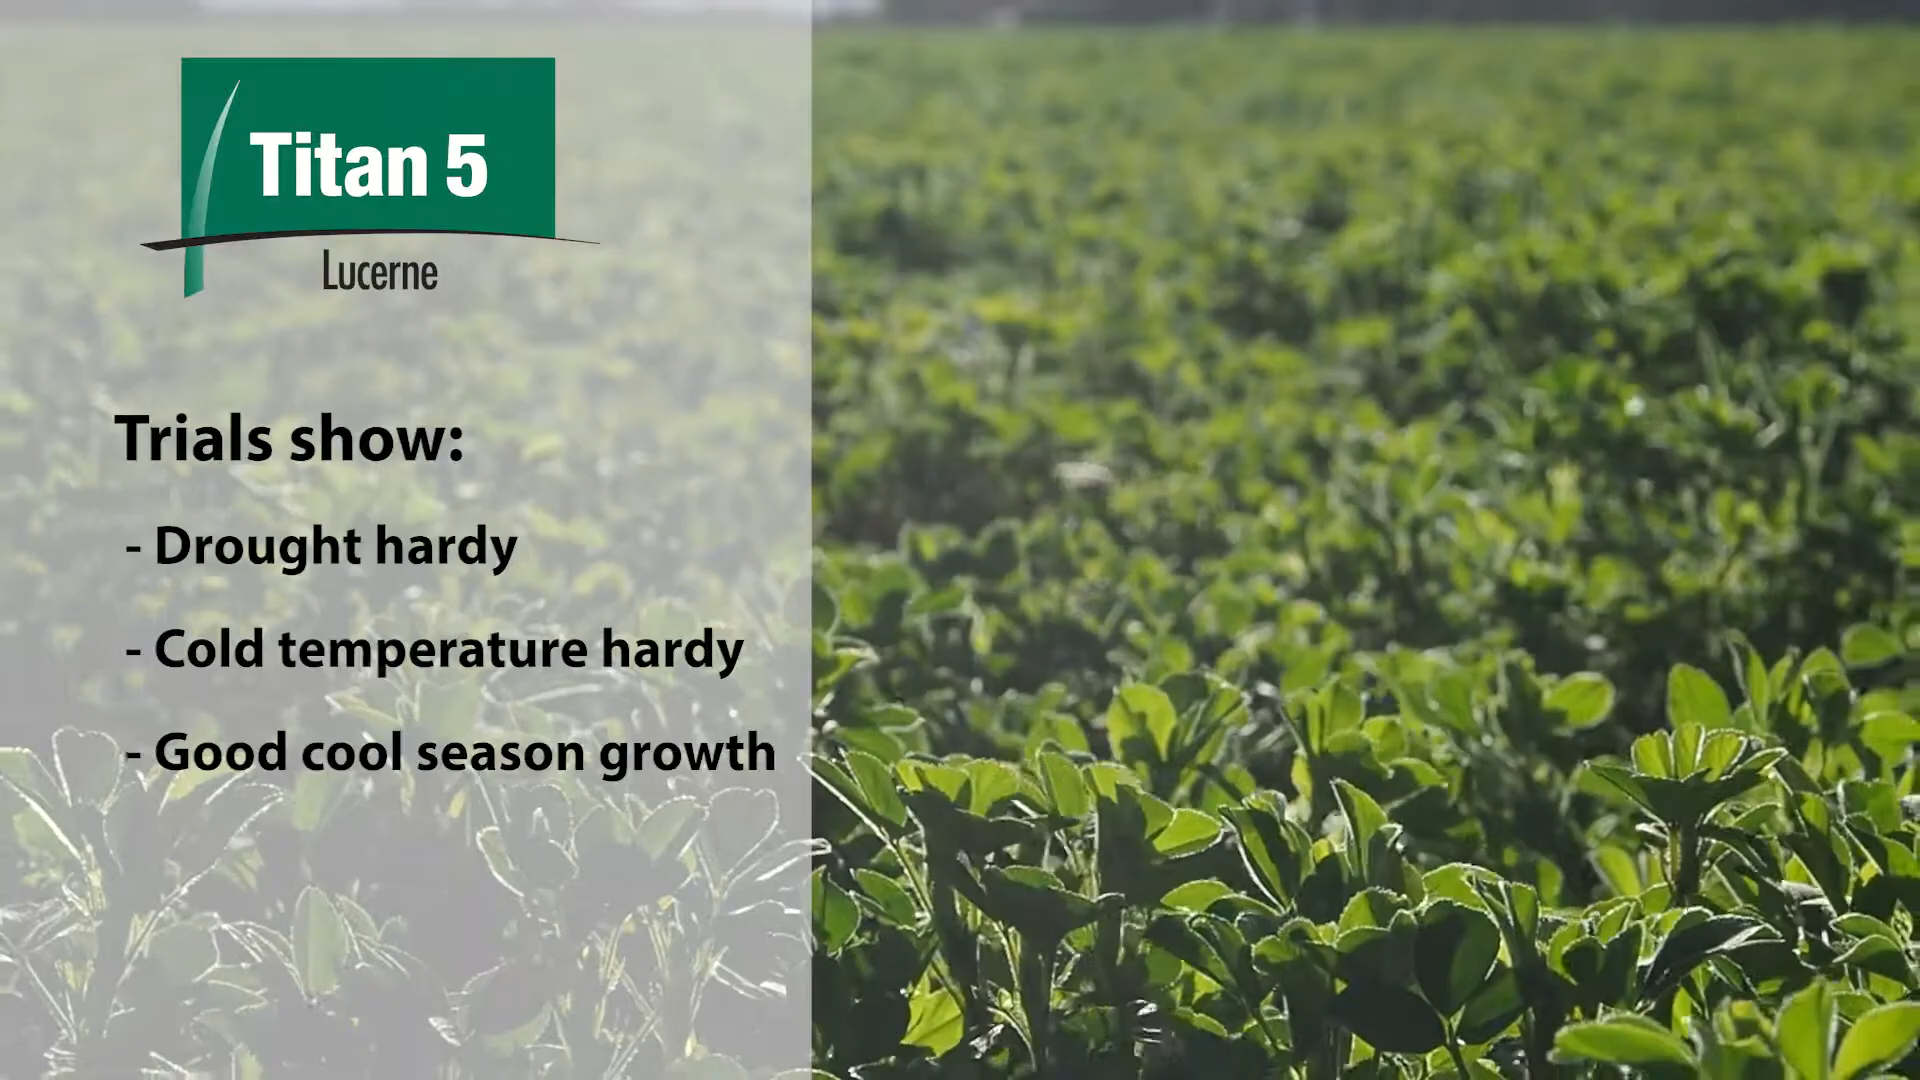 Titan 5
Lucerne
Trials show:
- Drought hardy
- Cold temperature hardy
- Good cool season growth